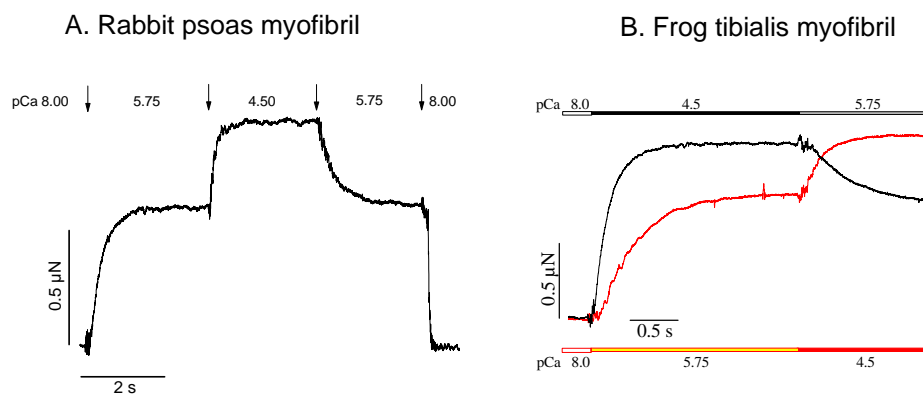 A. Rabbit psoas myofibril
pCa 8.00 5.75 4.50 5.75 8.00
0.5 µN
2 s
B. Frog tibialis myofibril
pCa 8.0 4.5 5.75
0.5 µN
0.5 s
pCa 8.0 5.75 4.5